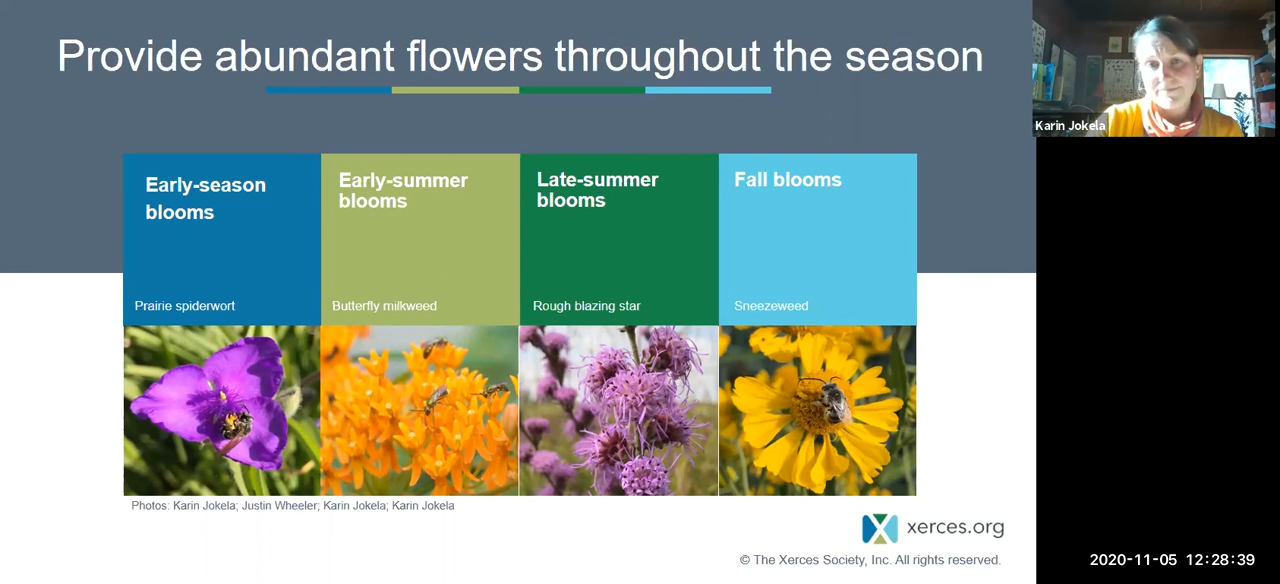 Provide abundant flowers throughout the season
Karin Jokela
Early-season
blooms
Prairie spiderwort
Early-summer
blooms
Butterfly milkweed
Late-summer
blooms
Rough blazing star
Fall blooms
Sneezeweed
Photos: Karin Jokela; Justin Wheeler; Karin Jokela; Karin Jokela
xerces.org
© The Xerces Society, Inc. All rights reserved.
2020-11-05 12:28:39